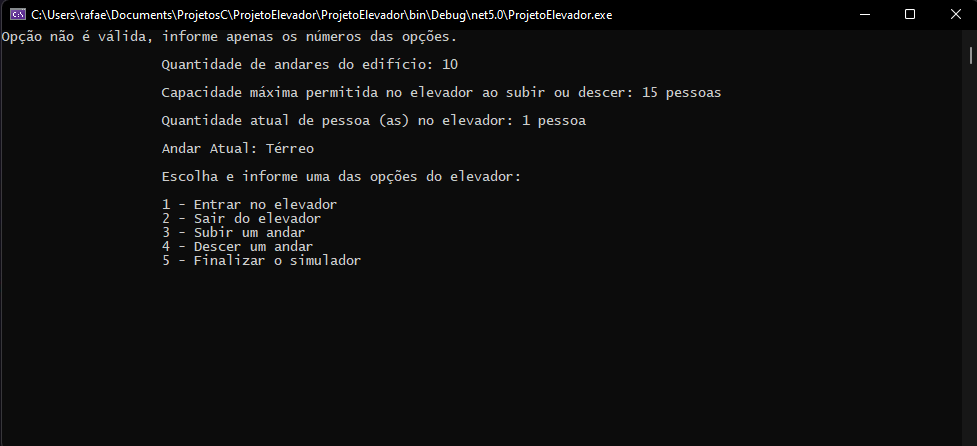 C:\Users\rafae\Documents\ProjetosC\ProjetoElevador\ProjetoElevador\bin\Debug\net5.0\ProjetoElevador.exe
Opção não é válida, informe apenas os números das opções.
Quantidade de andares do edifício: 10
Capacidade máxima permitida no elevador ao subir ou descer: 15 pessoas
Quantidade atual de pessoa (as) no elevador: 1 pessoa
Andar Atual: Térreo
Escolha e informe uma das opções do elevador:
1 - Entrar no elevador
2 - Sair do elevador
3 - Subir um andar
4 - Descer um andar
5 - Finalizar o simulador